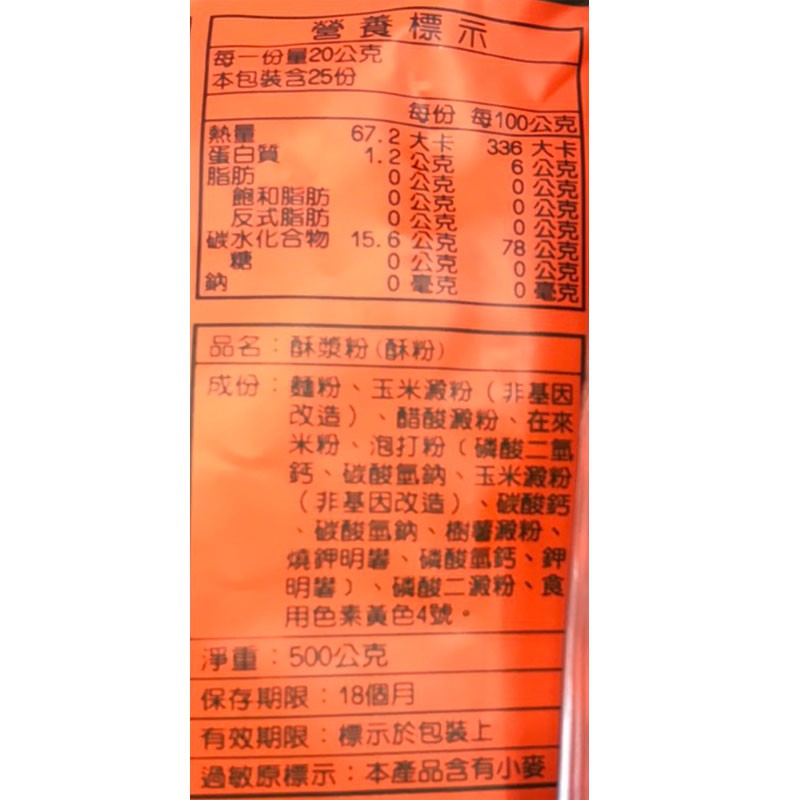 營養標示
每一份量20公克
本包裝含25份
每份 每100公克
熱量 67.2 大卡 336 大卡
蛋白質 1.2 公克 6 公克
脂肪 0 公克 0 公克
飽和脂肪 0 公克 0 公克
反式脂肪 0 公克 0 公克
碳水化合物 15.6 公克 78 公克
糖 0 公克 0 公克
鈉 0 毫克 0 毫克
品名：酥漿粉(酥粉)
成份：麵粉、玉米澱粉（非基因
改造）、醋酸澱粉、在來
米粉、泡打粉（磷酸二氫
鈣、碳酸氫鈉、玉米澱粉
（非基因改造）、碳酸鈣
、碳酸氫鈉、樹薯澱粉、
燒鉀明礬、磷酸氫鈣、鉀
明礬）、磷酸二澱粉、食
用色素黃色4號。
淨重：500公克
保存期限：18個月
有效期限：標示於包裝上
過敏原標示：本產品含有小麥